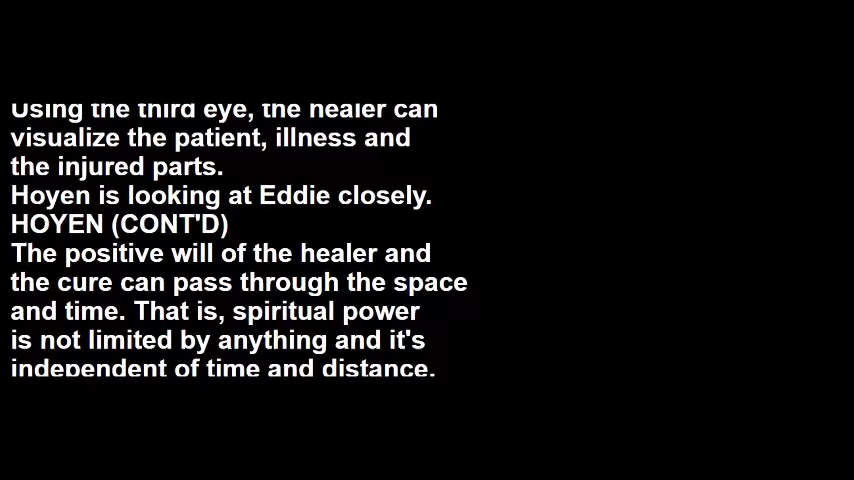 Using the third eye, the healer can
visualize the patient, illness and
the injured parts.
Hoyen is looking at Eddie closely.
HOYEN (CONT'D)
The positive will of the healer and
the cure can pass through the space
and time. That is, spiritual power
is not limited by anything and it's
independent of time and distance.